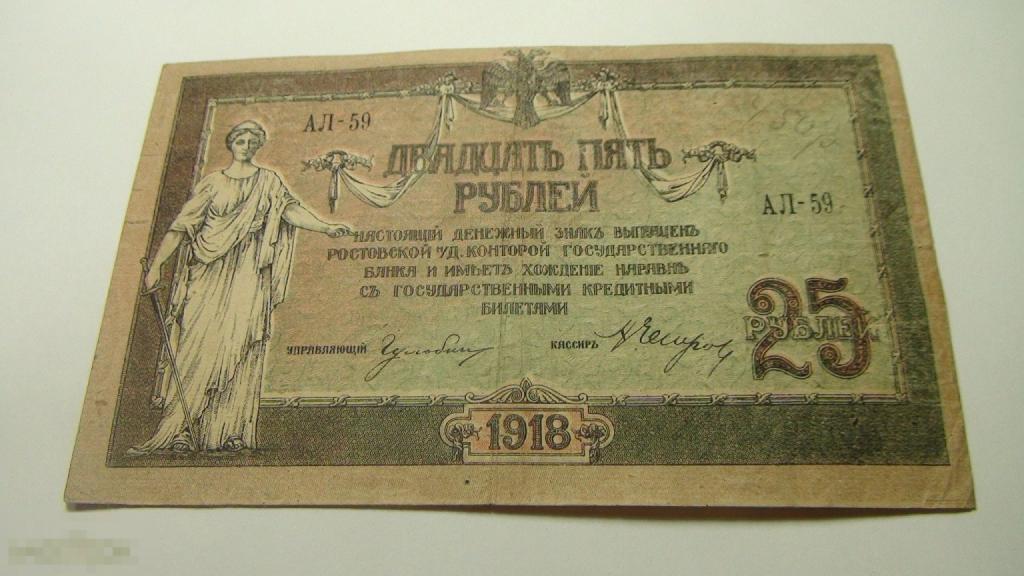 АЛ-59
ДВАДЦАТЬ ПЯТЬ
РУБЛЕЙ
АЛ-59
НАСТОЯЩІЙ ДЕНЕЖНЫЙ ЗНАКЪ ВЫПУЩЕНЪ
РОСТОВСКОЙ Н/Д. КОНТОРОЙ ГОСУДАРСТВЕННАГО
БАНКА И ИМѢЕТЪ ХОЖДЕНІЕ НАРАВНѢ
СЪ ГОСУДАРСТВЕННЫМИ КРЕДИТНЫМИ
БИЛЕТАМИ
25
РУБЛЕЙ
УПРАВЛЯЮЩІЙ
КАССИРЪ
1918